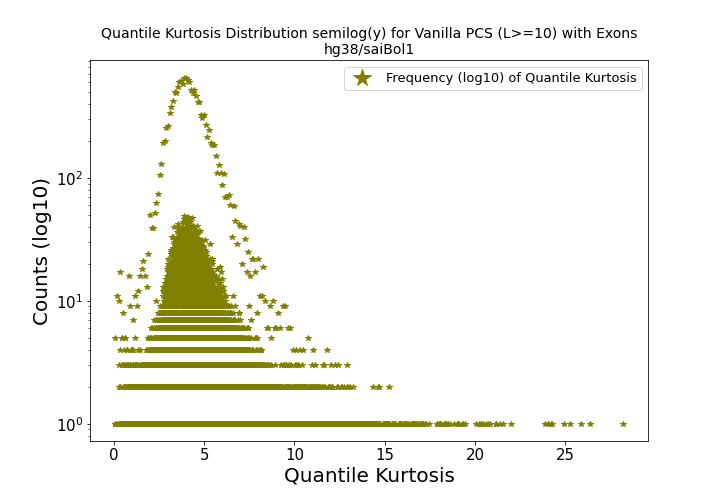 Quantile Kurtosis Distribution semilog(y) for Vanilla PCS (L>=10) with Exons
hg38/saiBol1
Frequency (log10) of Quantile Kurtosis
Counts (log10)
10²
10¹
10⁰
0 5 10 15 20 25
Quantile Kurtosis